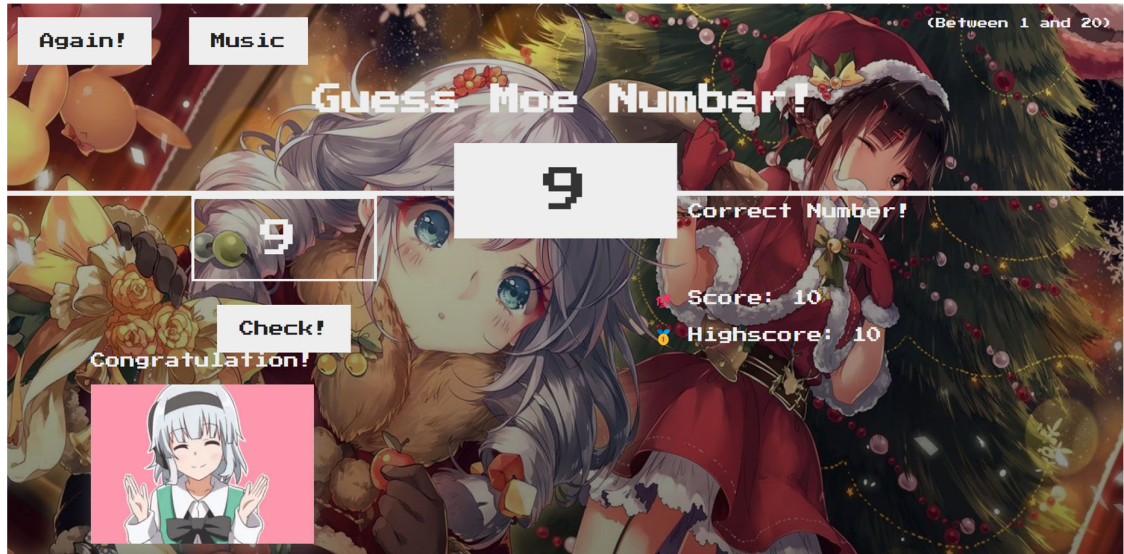 Again!
Music
(Between 1 and 20)
Guess Moe Number!
9
9
Correct Number!
Check!
💯 Score: 10
🥇 Highscore: 10
Congratulation!